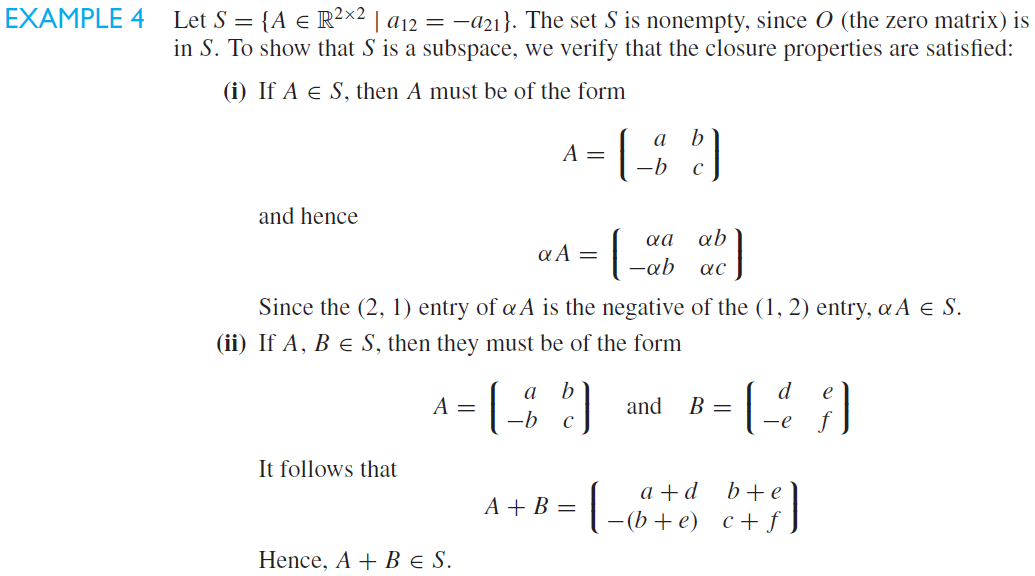 EXAMPLE 4 Let S = {A ∈ ℝ²ˣ² | a₁₂ = −a₂₁}. The set S is nonempty, since O (the zero matrix) is
in S. To show that S is a subspace, we verify that the closure properties are satisfied:
(i) If A ∈ S, then A must be of the form
A = [ a b
−b c ]
and hence
αA = [ αa αb
−αb αc ]
Since the (2, 1) entry of αA is the negative of the (1, 2) entry, αA ∈ S.
(ii) If A, B ∈ S, then they must be of the form
A = [ a b
−b c ] and B = [ d e
−e f ]
It follows that
A + B = [ a + d b + e
−(b + e) c + f ]
Hence, A + B ∈ S.